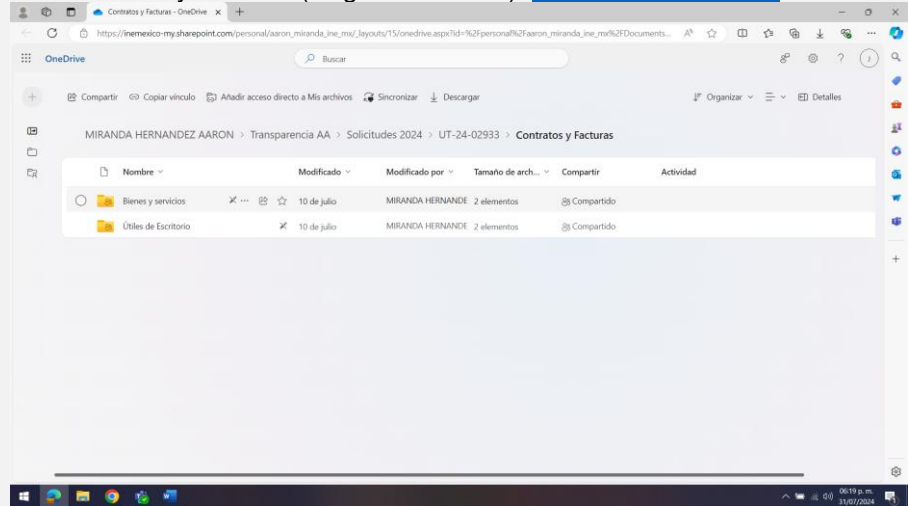 Contratos y Facturas - OneDrive
https://inemexico-my.sharepoint.com/personal/aaron_miranda_ine_mx/_layouts/15/onedrive.aspx?id=%2Fpersonal%2Faaron_miranda_ine_mx%2FDocuments...
OneDrive
Buscar
Compartir Copiar vínculo Añadir acceso directo a Mis archivos Sincronizar Descargar Organizar Detalles
MIRANDA HERNANDEZ AARON > Transparencia AA > Solicitudes 2024 > UT-24-02933 > Contratos y Facturas
Nombre Modificado Modificado por Tamaño de arch... Compartir Actividad
Bienes y servicios 10 de julio MIRANDA HERNANDE 2 elementos Compartido
Útiles de Escritorio 10 de julio MIRANDA HERNANDE 2 elementos Compartido
06:19 p. m.
31/07/2024